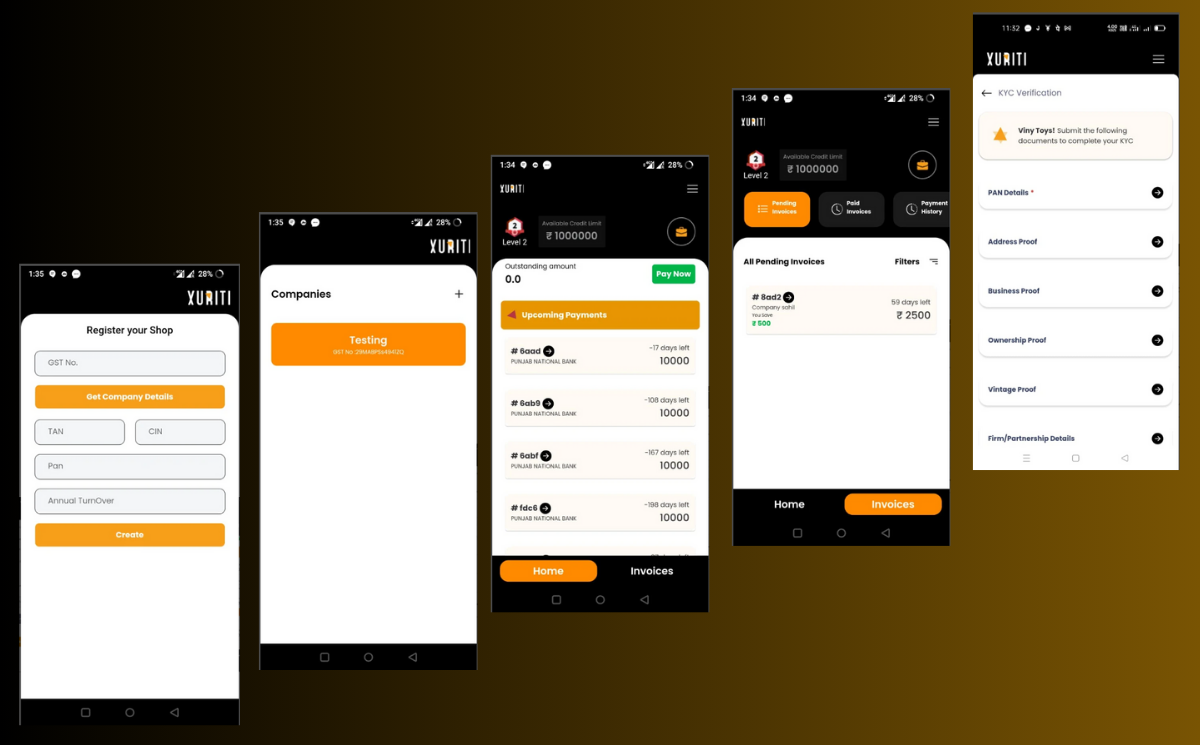 1:35
28%
XURITI
Register your Shop
GST No.
Get Company Details
TAN
CIN
Pan
Annual TurnOver
Create
1:35
28%
XURITI
Companies
+
Testing
1:34
28%
XURITI
2
Level 2
Available Credit Limit
₹ 1000000
Outstanding amount
0.0
Pay Now
Upcoming Payments
# 6aad
-17 days left
PUNJAB NATIONAL BANK
10000
# 6ab9
-108 days left
PUNJAB NATIONAL BANK
10000
# 6abf
-167 days left
PUNJAB NATIONAL BANK
10000
# fdc6
-198 days left
PUNJAB NATIONAL BANK
10000
Home
Invoices
1:34
28%
XURITI
2
Level 2
Available Credit Limit
₹ 1000000
Pending
Invoices
Paid
Invoices
Payment
History
All Pending Invoices
Filters
# 8ad2
59 days left
Company sahil
₹ 2500
You Save
₹ 500
Home
Invoices
11:32
XURITI
KYC Verification
Viny Toys! Submit the following
documents to complete your KYC
PAN Details *
Address Proof
Business Proof
Ownership Proof
Vintage Proof
Firm/Partnership Details